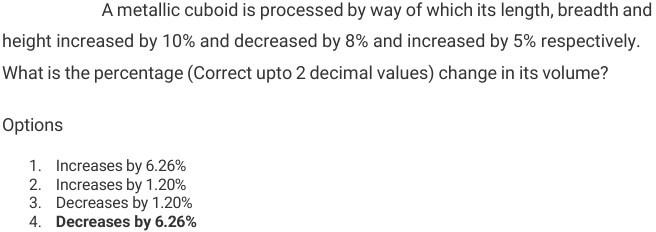 A metallic cuboid is processed by way of which its length, breadth and
height increased by 10% and decreased by 8% and increased by 5% respectively.
What is the percentage (Correct upto 2 decimal values) change in its volume?
Options
1. Increases by 6.26%
2. Increases by 1.20%
3. Decreases by 1.20%
4. Decreases by 6.26%